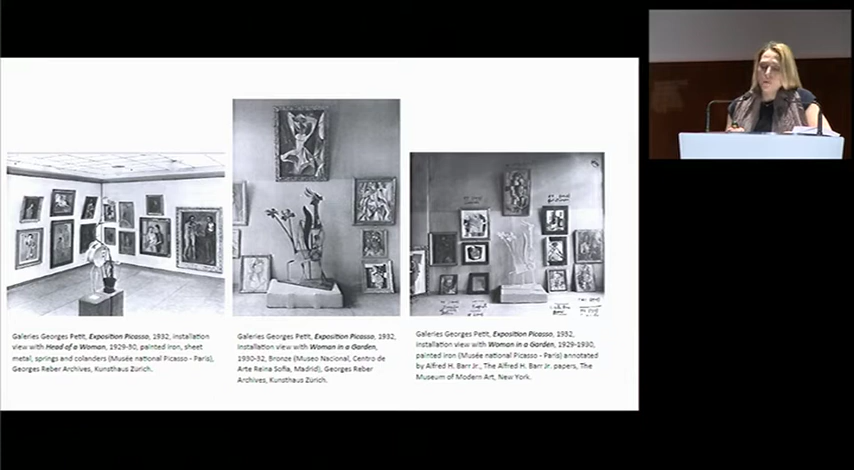 Galeries Georges Petit, Exposition Picasso, 1932, installation
view with Head of a Woman, 1929-30, painted iron, sheet
metal, springs and colanders (Musée national Picasso - Paris),
Georges Reber Archives, Kunsthaus Zürich.
Galeries Georges Petit, Exposition Picasso, 1932,
Installation view with Woman in a Garden,
1930-32, Bronze (Museo Nacional, Centro de
Arte Reina Sofia, Madrid), Georges Reber
Archives, Kunsthaus Zürich.
Galeries Georges Petit, Exposition Picasso, 1932,
installation view with Woman in a Garden, 1929-1930,
painted iron (Musée national Picasso - Paris) annotated
by Alfred H. Barr Jr., The Alfred H. Barr Jr. papers, The
Museum of Modern Art, New York.